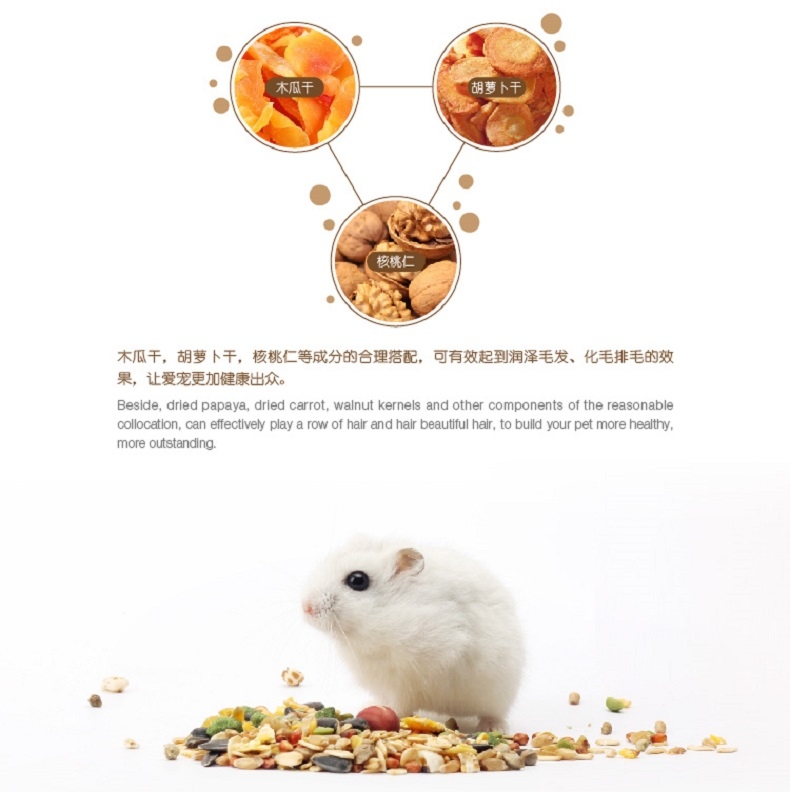 木瓜干
胡萝卜干
核桃仁
木瓜干，胡萝卜干，核桃仁等成分的合理搭配，可有效起到润泽毛发、化毛排毛的效
果，让爱宠更加健康出众。
Beside, dried papaya, dried carrot, walnut kernels and other components of the reasonable
collocation, can effectively play a row of hair and hair beautiful hair, to build your pet more healthy,
more outstanding.